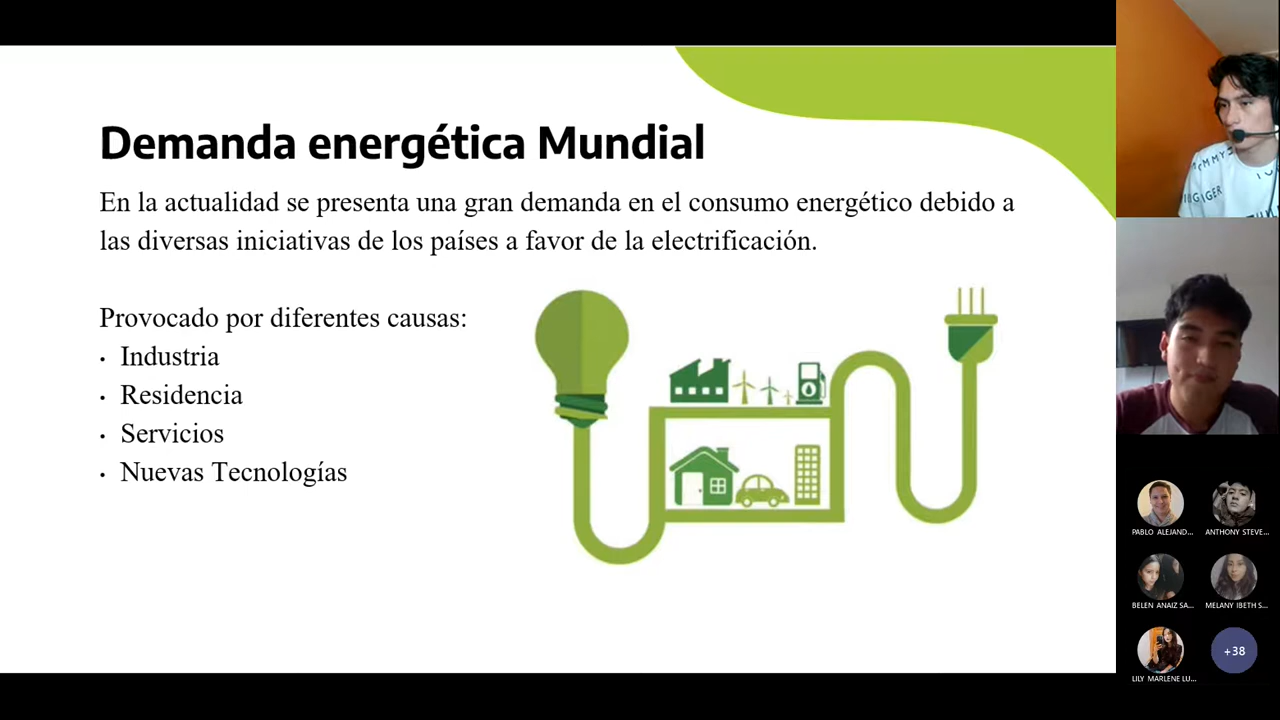 Demanda energética Mundial
En la actualidad se presenta una gran demanda en el consumo energético debido a
las diversas iniciativas de los países a favor de la electrificación.
Provocado por diferentes causas:
• Industria
• Residencia
• Servicios
• Nuevas Tecnologías
PABLO ALEJAND...
ANTHONY STEVE...
BELEN ANAIZ SA...
MELANY IBETH S...
LILY MARLENE LU...
+38